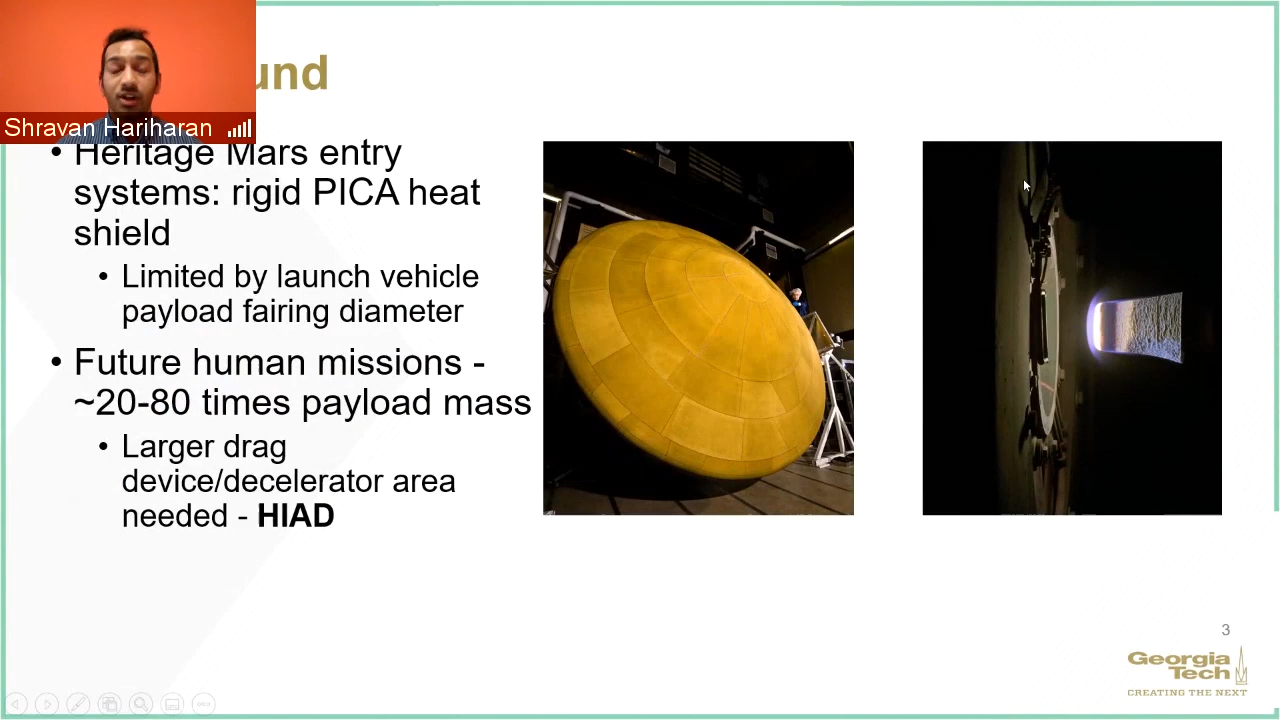 und
Shravan Hariharan
• Heritage Mars entry
systems: rigid PICA heat
shield
• Limited by launch vehicle
payload fairing diameter
• Future human missions -
~20-80 times payload mass
• Larger drag
device/decelerator area
needed - HIAD
3
Georgia
Tech
CREATING THE NEXT